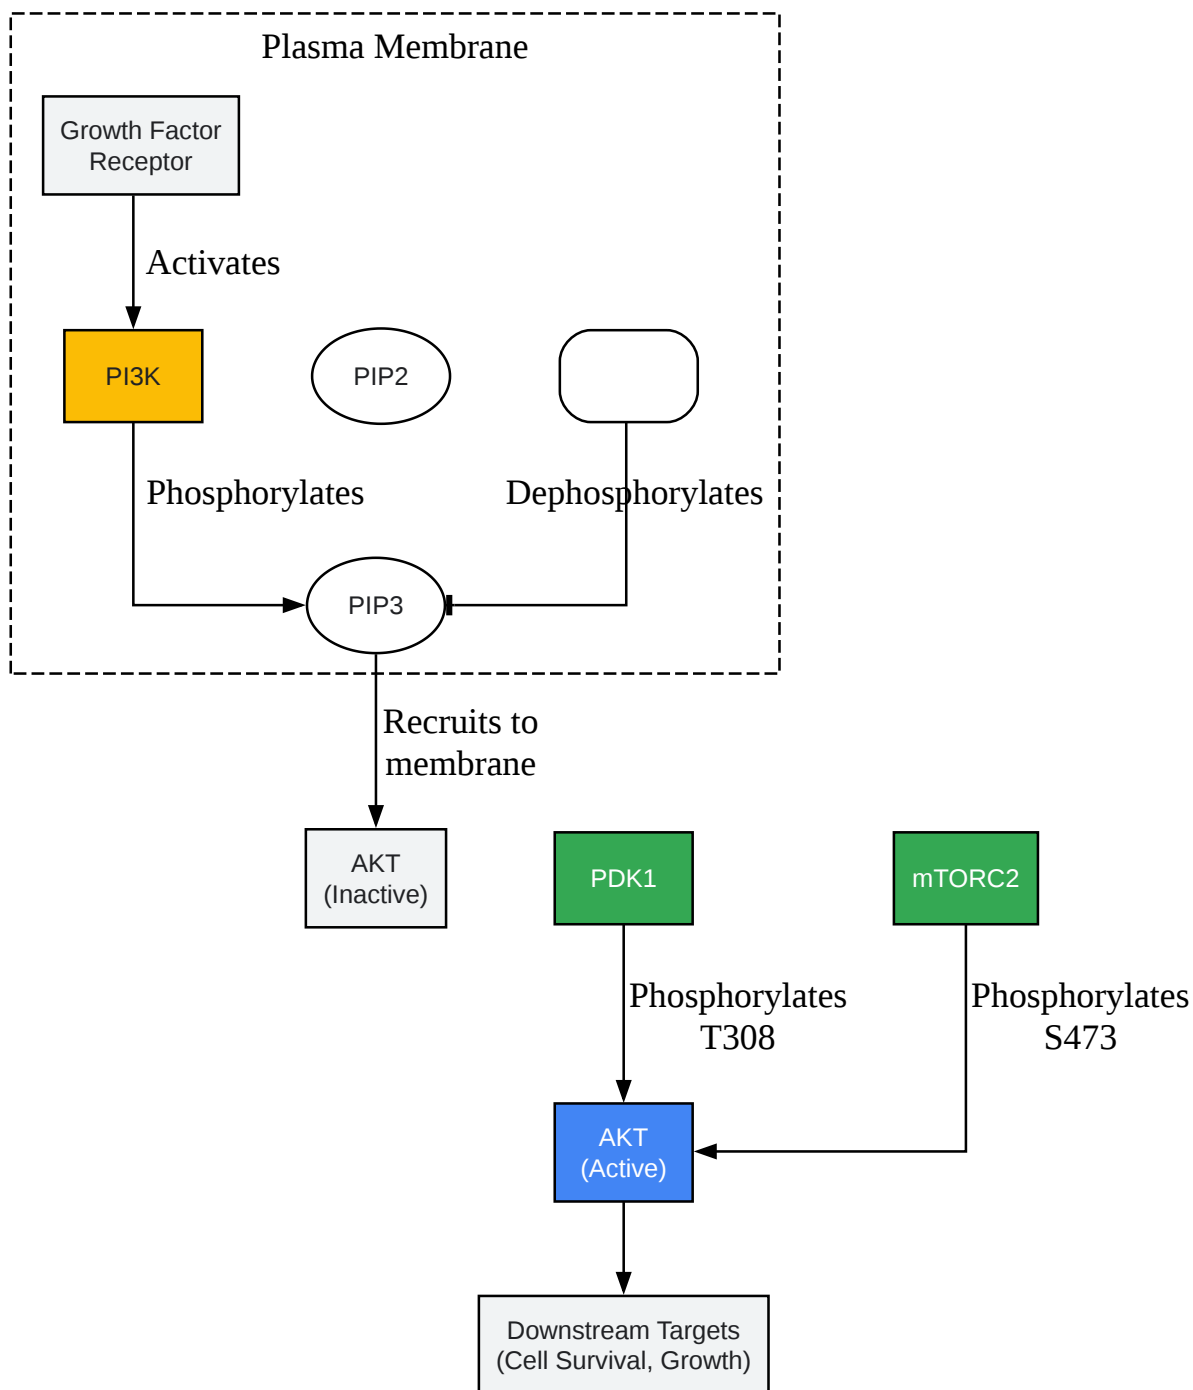 Plasma Membrane
Growth Factor
Receptor
Activates
PI3K
PIP2
Phosphorylates
Dephosphorylates
PIP3
Recruits to
membrane
AKT
(Inactive)
PDK1
mTORC2
Phosphorylates
T308
Phosphorylates
S473
AKT
(Active)
Downstream Targets
(Cell Survival, Growth)